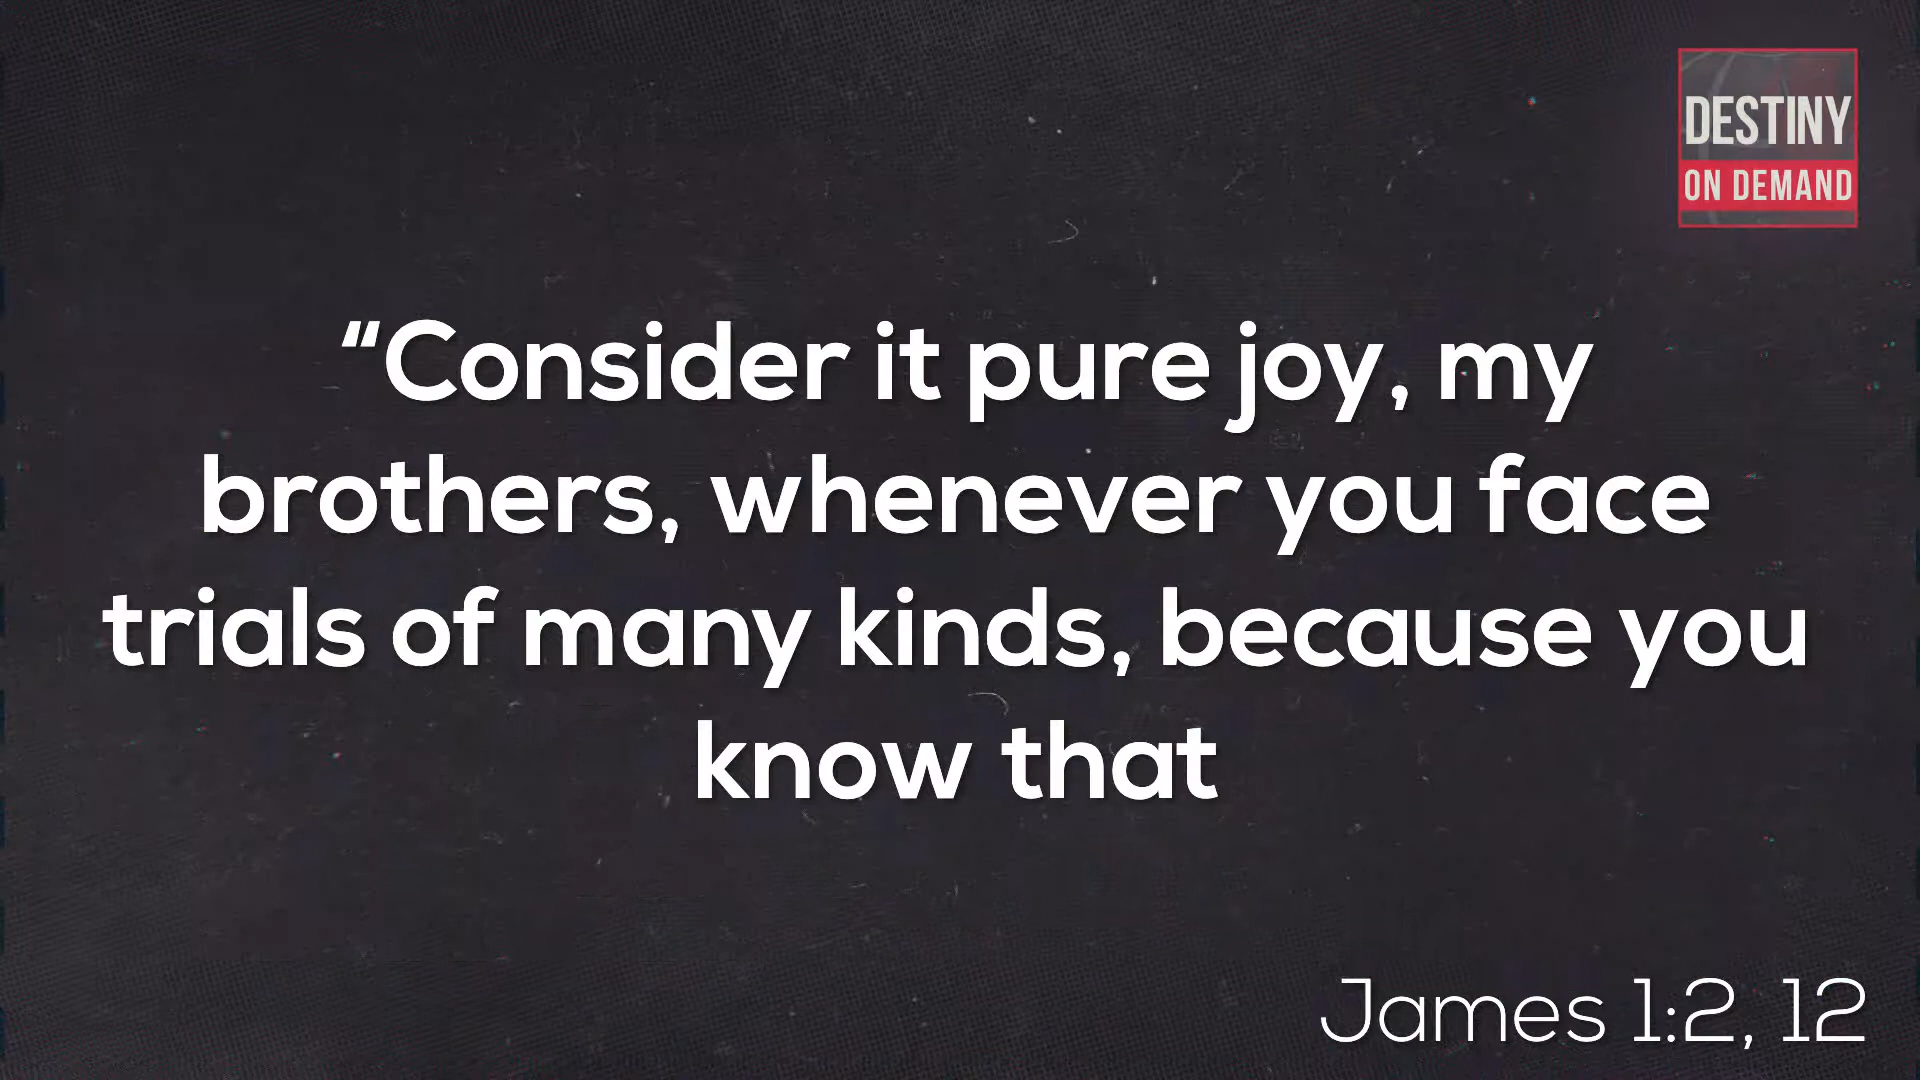 DESTINY
ON DEMAND
“Consider it pure joy, my
brothers, whenever you face
trials of many kinds, because you
know that
James 1:2, 12